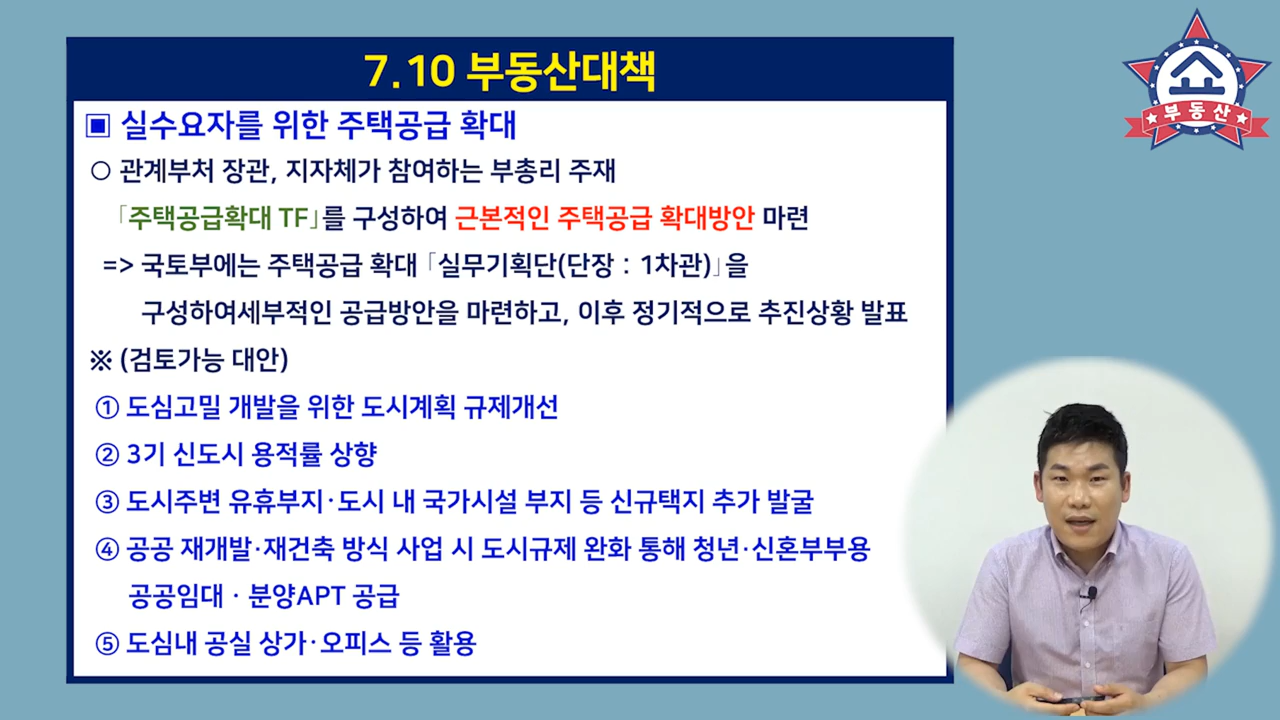 7.10 부동산대책
▣ 실수요자를 위한 주택공급 확대
○ 관계부처 장관, 지자체가 참여하는 부총리 주재
「주택공급확대 TF」를 구성하여 근본적인 주택공급 확대방안 마련
=> 국토부에는 주택공급 확대 「실무기획단(단장 : 1차관)」을
구성하여세부적인 공급방안을 마련하고, 이후 정기적으로 추진상황 발표
※ (검토가능 대안)
① 도심고밀 개발을 위한 도시계획 규제개선
② 3기 신도시 용적률 상향
③ 도시주변 유휴부지·도시 내 국가시설 부지 등 신규택지 추가 발굴
④ 공공 재개발·재건축 방식 사업 시 도시규제 완화 통해 청년·신혼부부용
공공임대 · 분양APT 공급
⑤ 도심내 공실 상가·오피스 등 활용
쇼
부동산